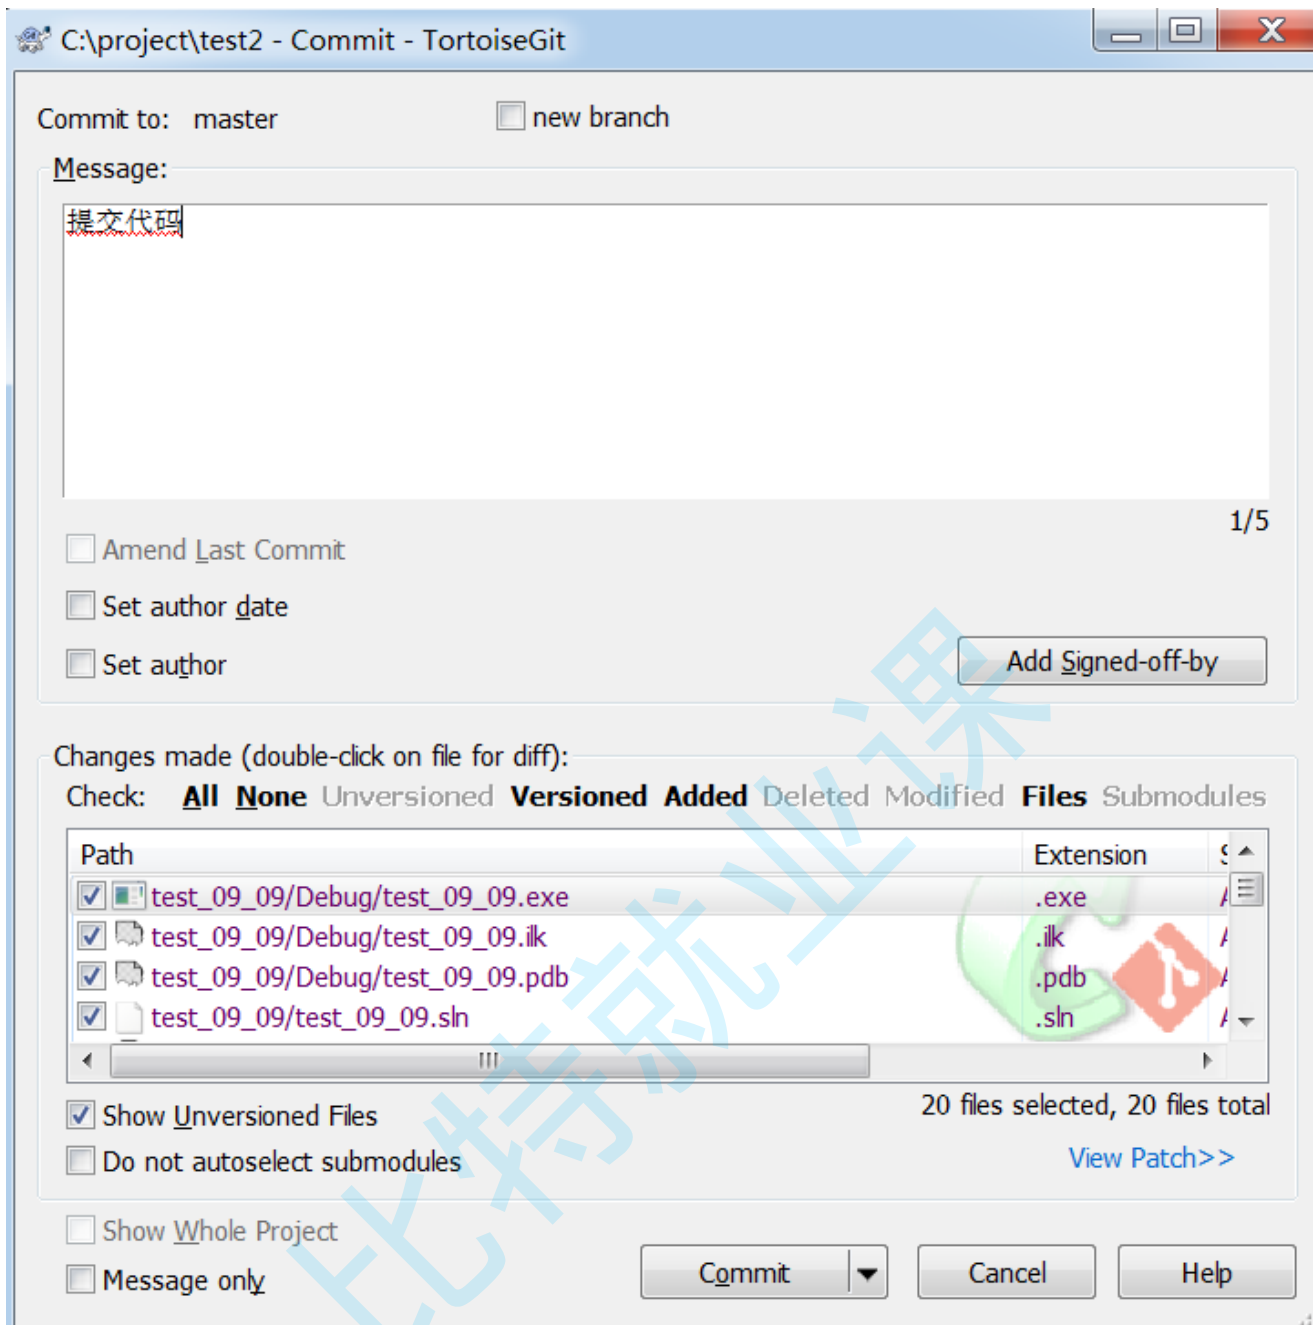 C:\project\test2 - Commit - TortoiseGit
Commit to: master new branch
Message:
提交代码
1/5
Amend Last Commit
Set author date
Set author
Add Signed-off-by
Changes made (double-click on file for diff):
Check: All None Unversioned Versioned Added Deleted Modified Files Submodules
Path Extension
test_09_09/Debug/test_09_09.exe .exe
test_09_09/Debug/test_09_09.ilk .ilk
test_09_09/Debug/test_09_09.pdb .pdb
test_09_09/test_09_09.sln .sln
Show Unversioned Files
20 files selected, 20 files total
Do not autoselect submodules
View Patch>>
Show Whole Project
Message only
Commit Cancel Help
比特就业课